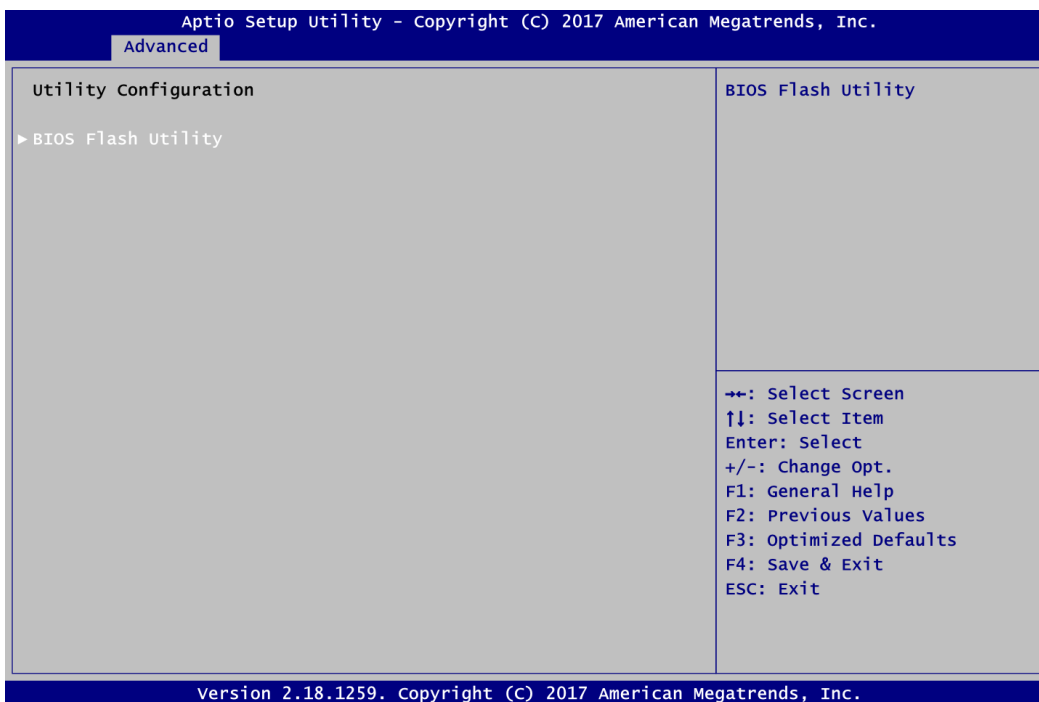 Aptio Setup Utility - Copyright (C) 2017 American Megatrends, Inc.
Advanced
Utility Configuration
► BIOS Flash Utility
BIOS Flash Utility
→←: Select Screen
↑↓: Select Item
Enter: Select
+/-: Change Opt.
F1: General Help
F2: Previous Values
F3: Optimized Defaults
F4: Save & Exit
ESC: Exit
Version 2.18.1259. Copyright (C) 2017 American Megatrends, Inc.